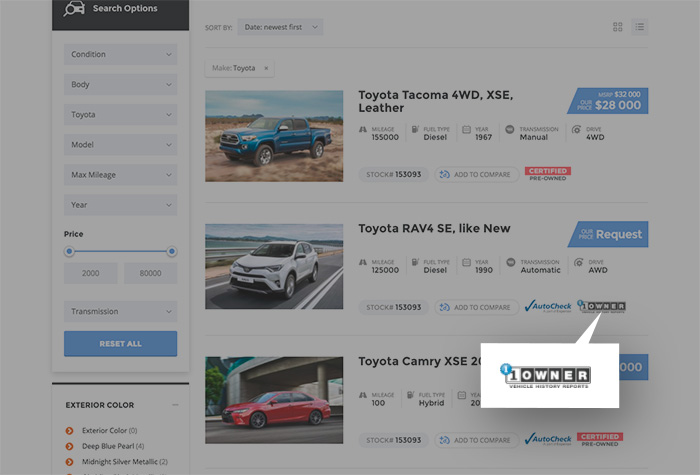 Search Options
SORT BY: Date: newest first
Condition
Body
Toyota
Model
Max Mileage
Year
Price
2000 80000
Transmission
RESET ALL
EXTERIOR COLOR
Exterior Color (0)
Deep Blue Pearl (4)
Midnight Silver Metallic (2)
Make: Toyota ×
Toyota Tacoma 4WD, XSE,
Leather
MSRP $32 000
OUR PRICE $28 000
MILEAGE FUEL TYPE YEAR TRANSMISSION DRIVE
155000 Diesel 1967 Manual 4WD
STOCK# 153093 ADD TO COMPARE CERTIFIED
PRE-OWNED
Toyota RAV4 SE, like New
OUR PRICE Request
MILEAGE FUEL TYPE YEAR TRANSMISSION DRIVE
125000 Diesel 1990 Automatic AWD
STOCK# 153093 ADD TO COMPARE AutoCheck 1 1OWNER
VEHICLE HISTORY REPORTS
Toyota Camry XSE 20
000
1 1OWNER
VEHICLE HISTORY REPORTS
MILEAGE FUEL TYPE YEAR
100 Hybrid 20
STOCK# 153093 ADD TO COMPARE AutoCheck CERTIFIED
PRE-OWNED